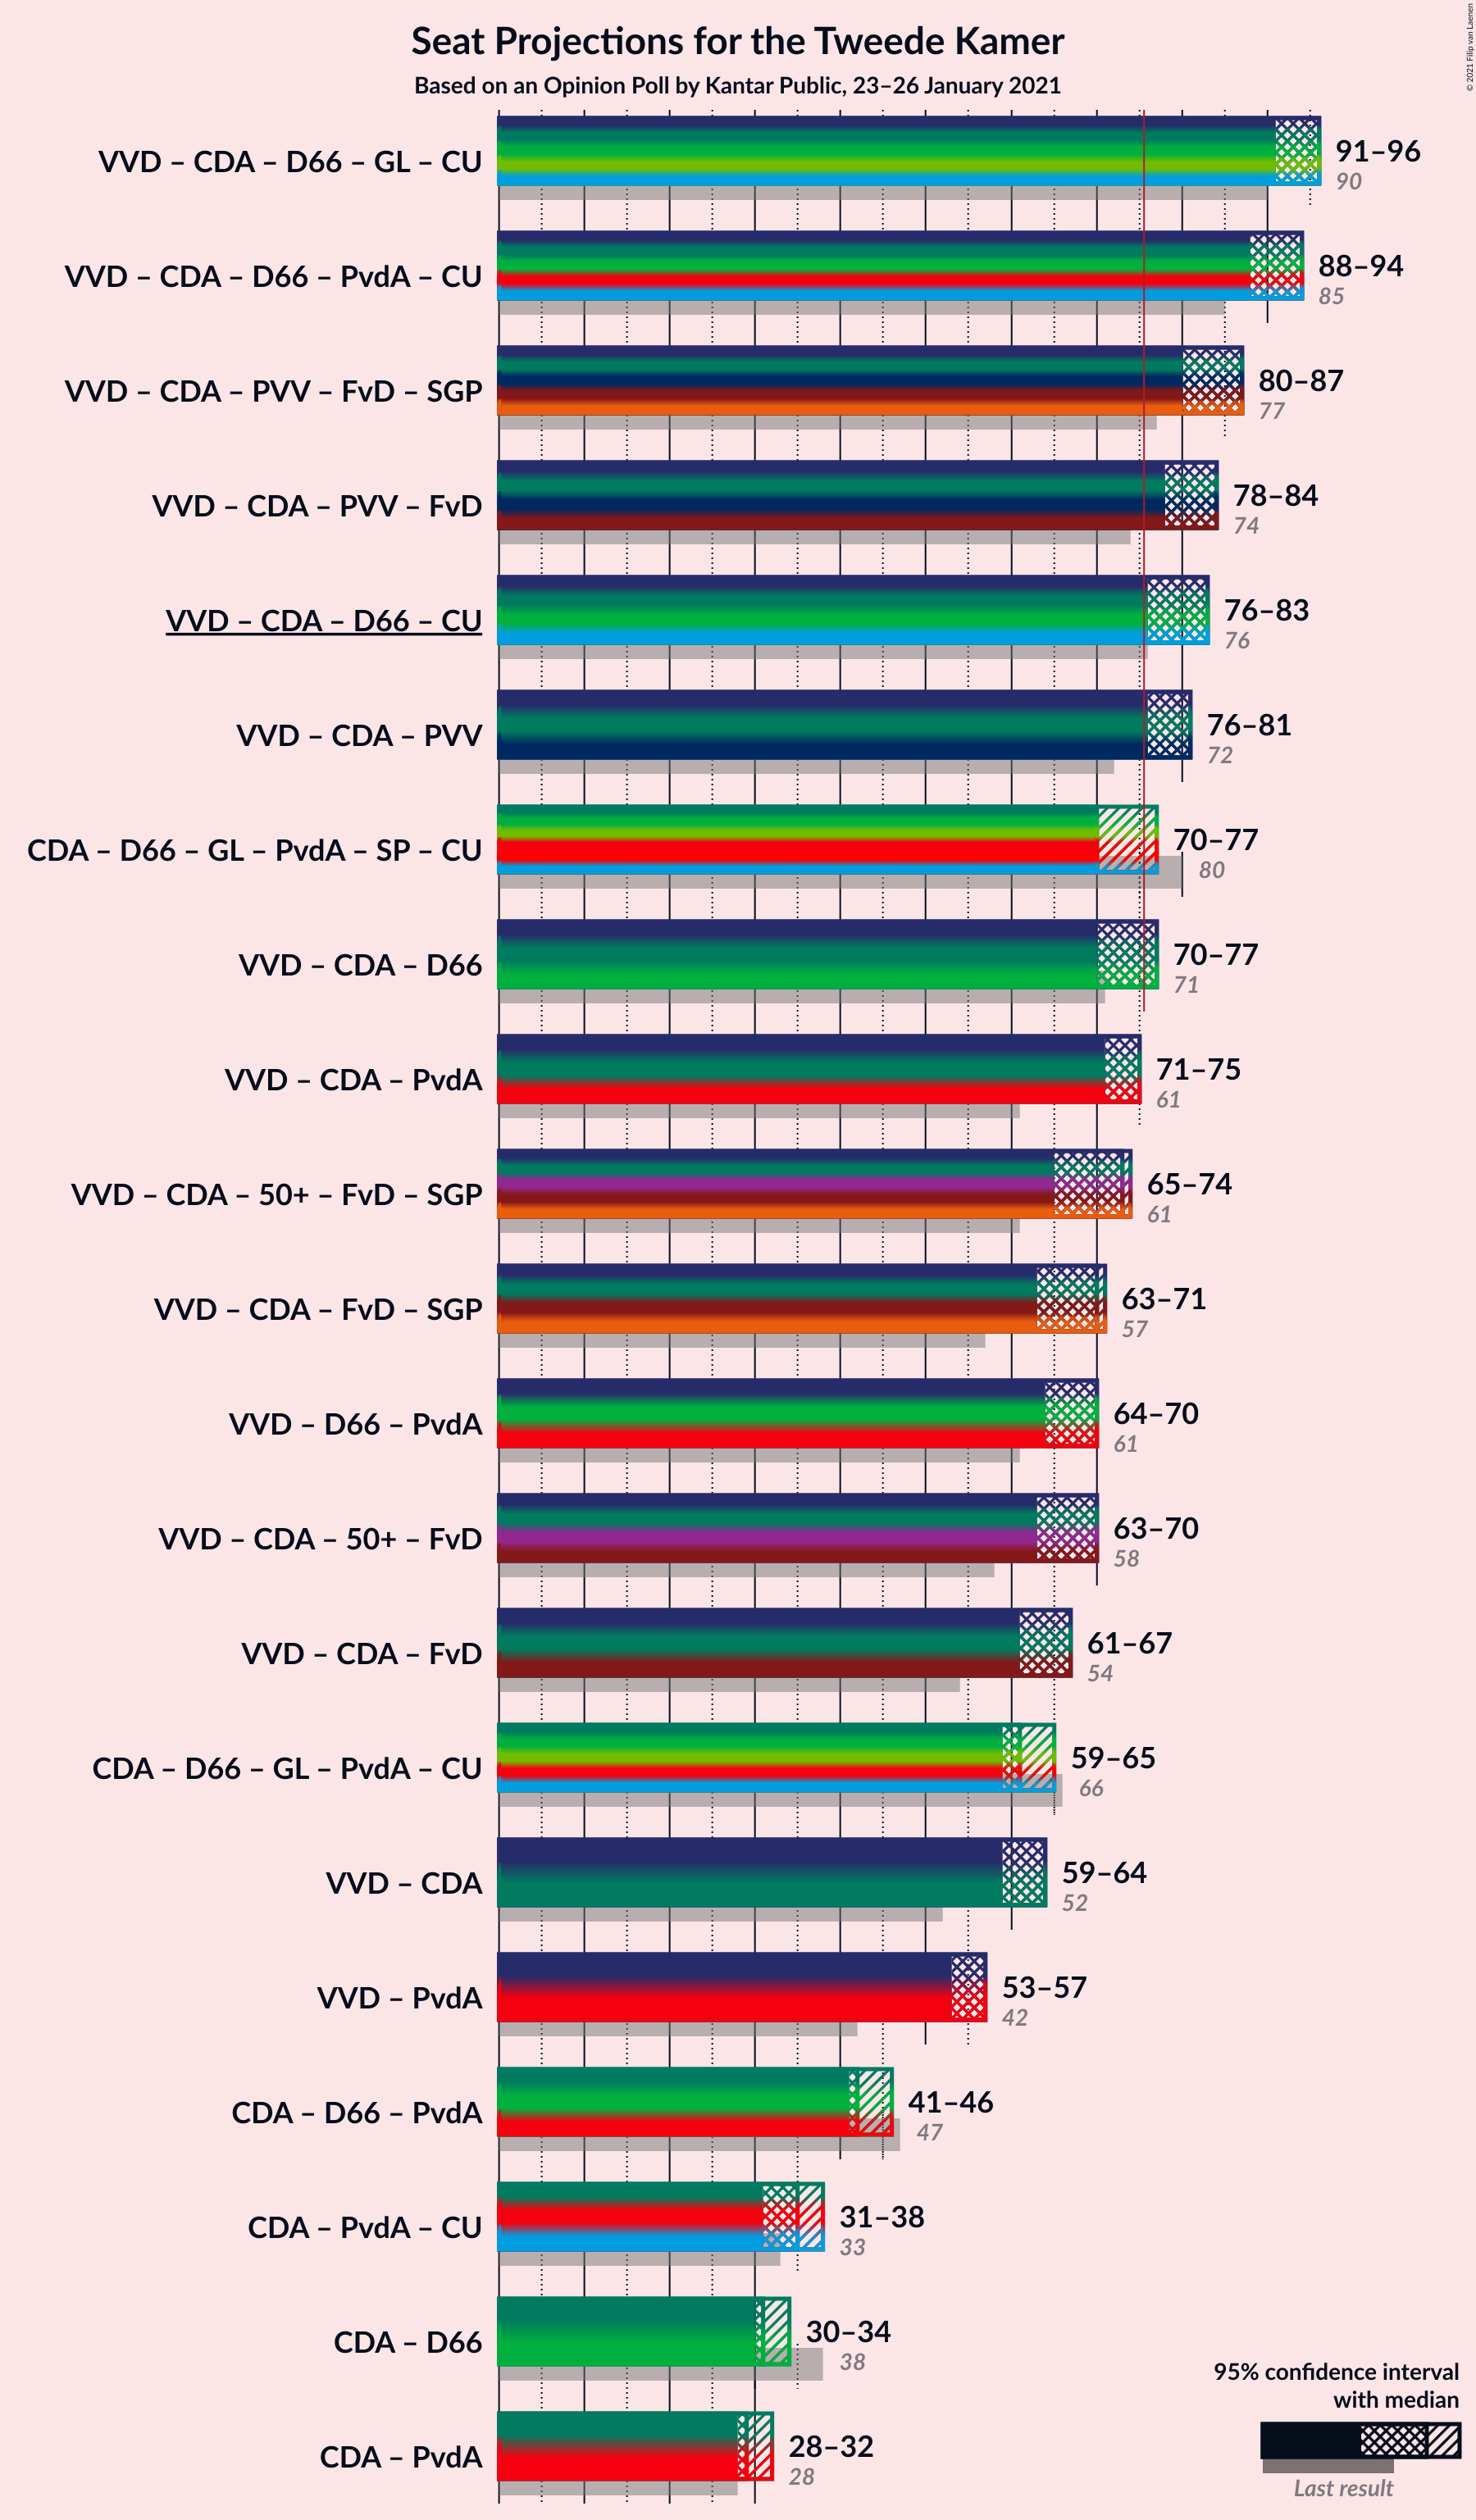 © 2021 Filip van Laenen
Seat Projections for the Tweede Kamer
Based on an Opinion Poll by Kantar Public, 23–26 January 2021
VVD – CDA – D66 – GL – CU
91–96
90
VVD – CDA – D66 – PvdA – CU
88–94
85
VVD – CDA – PVV – FvD – SGP
80–87
77
VVD – CDA – PVV – FvD
78–84
74
VVD – CDA – D66 – CU
76–83
76
VVD – CDA – PVV
76–81
72
CDA – D66 – GL – PvdA – SP – CU
70–77
80
VVD – CDA – D66
70–77
71
VVD – CDA – PvdA
71–75
61
VVD – CDA – 50+ – FvD – SGP
65–74
61
VVD – CDA – FvD – SGP
63–71
57
VVD – D66 – PvdA
64–70
61
VVD – CDA – 50+ – FvD
63–70
58
VVD – CDA – FvD
61–67
54
CDA – D66 – GL – PvdA – CU
59–65
66
VVD – CDA
59–64
52
VVD – PvdA
53–57
42
CDA – D66 – PvdA
41–46
47
CDA – PvdA – CU
31–38
33
CDA – D66
30–34
38
CDA – PvdA
28–32
28
95% confidence interval
with median
Last result